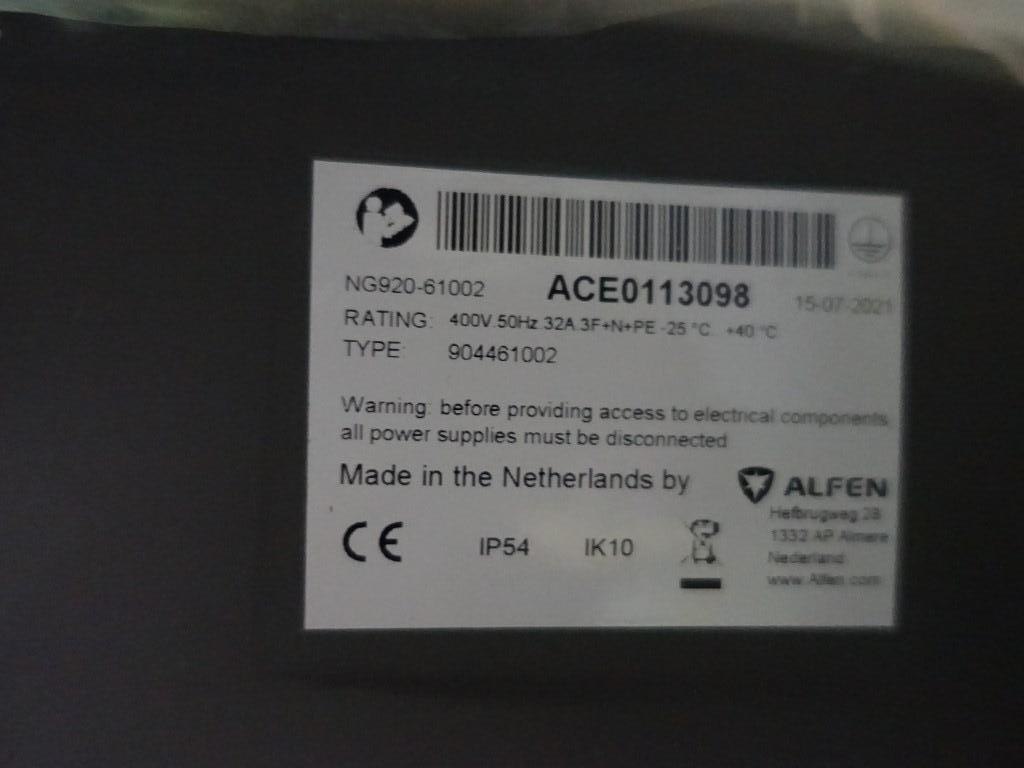 NG920-61002 ACE0113098 15-07-2021
RATING: 400V.50Hz.32A.3F+N+PE -25 °C +40 °C
TYPE: 904461002
Warning: before providing access to electrical components
all power supplies must be disconnected
Made in the Netherlands by ALFEN
Hefbrugweg 28
1332 AP Almere
Nederland
www.Alfen.com
CE IP54 IK10